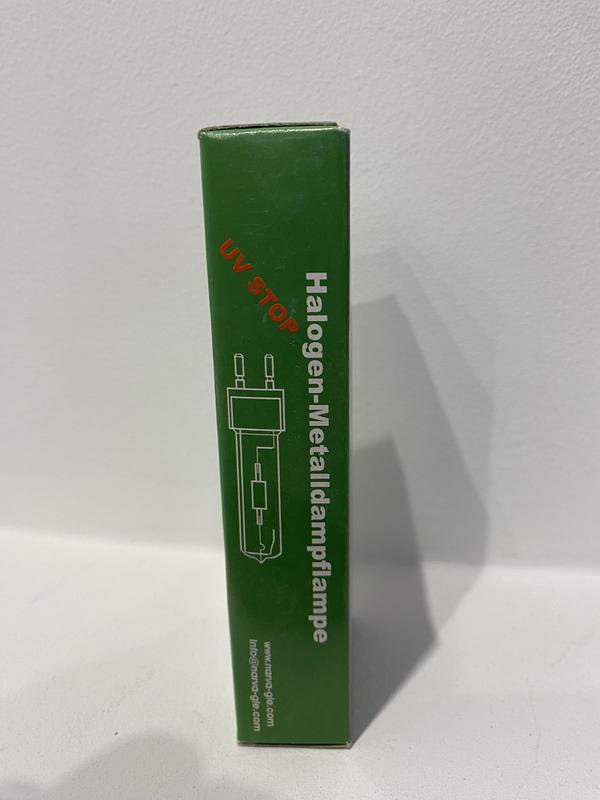 UV STOP
Halogen-Metalldampflampe
www.narva-gle.com
Info@narva-gle.com